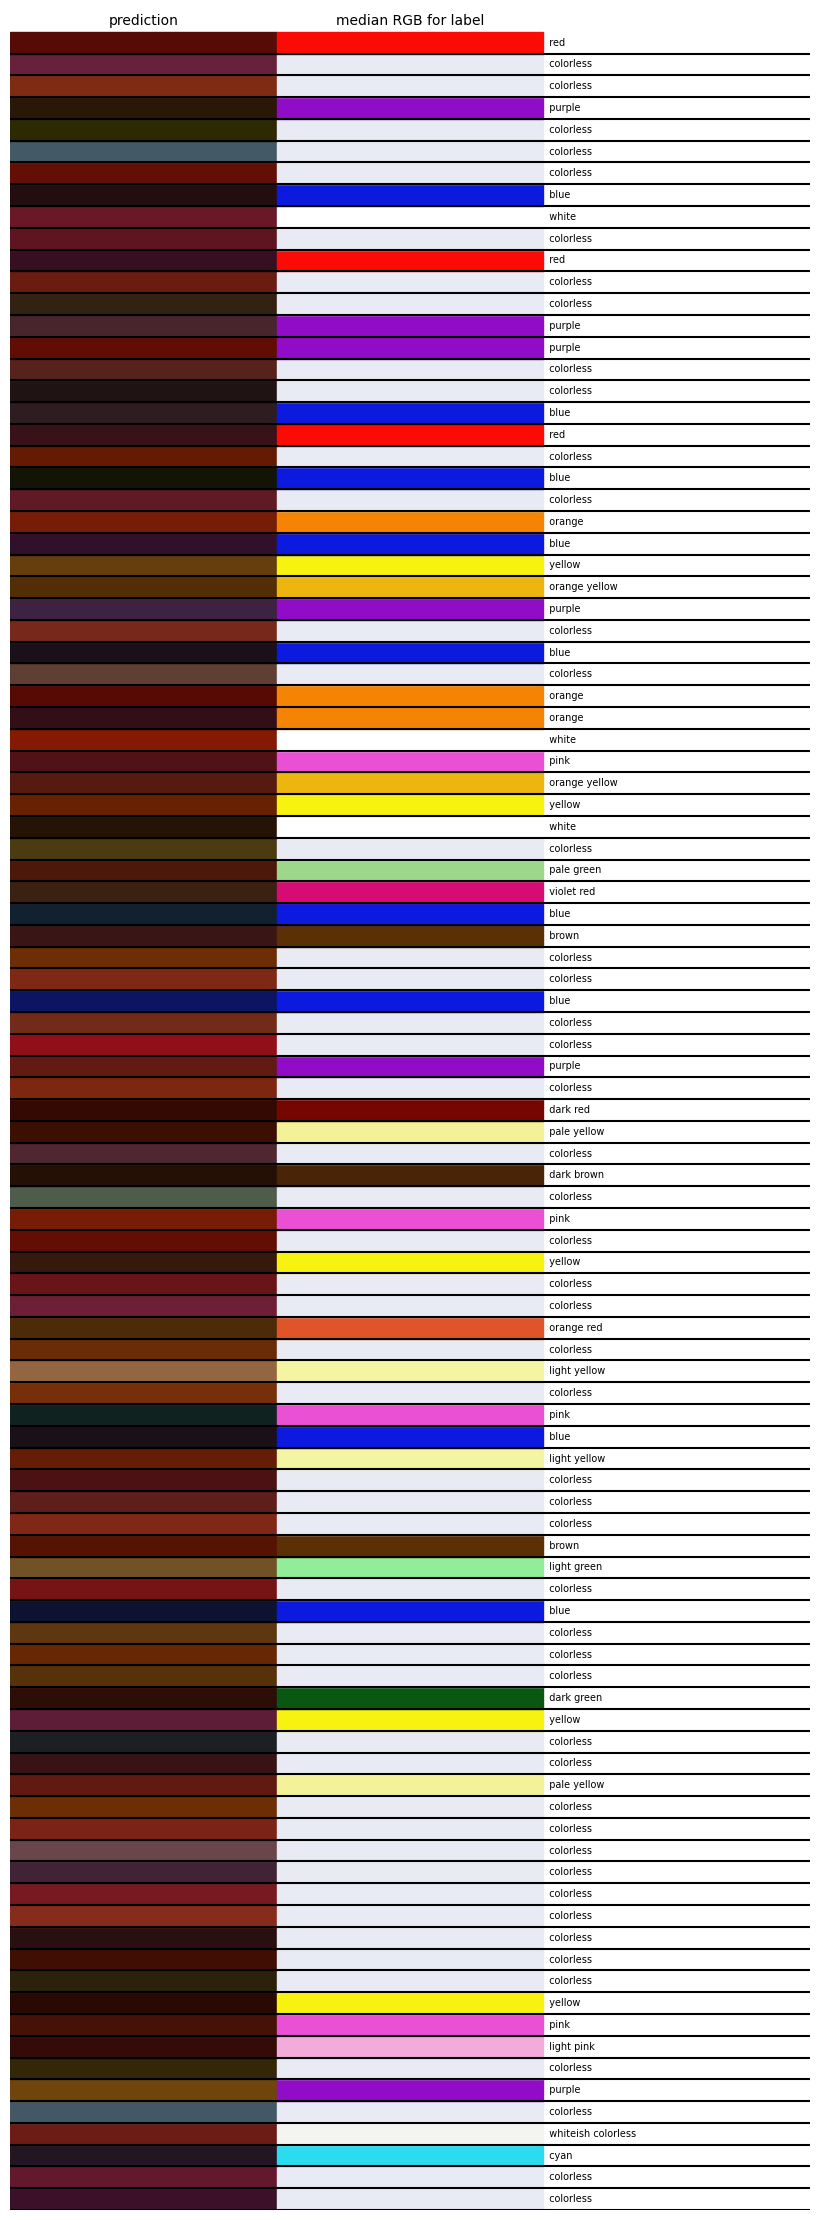 prediction median RGB for label
red
colorless
colorless
purple
colorless
colorless
colorless
blue
white
colorless
red
colorless
colorless
purple
purple
colorless
colorless
blue
red
colorless
blue
colorless
orange
blue
yellow
orange yellow
purple
colorless
blue
colorless
orange
orange
white
pink
orange yellow
yellow
white
colorless
pale green
violet red
blue
brown
colorless
colorless
blue
colorless
colorless
purple
colorless
dark red
pale yellow
colorless
dark brown
colorless
pink
colorless
yellow
colorless
colorless
orange red
colorless
light yellow
colorless
pink
blue
light yellow
colorless
colorless
colorless
brown
light green
colorless
blue
colorless
colorless
colorless
dark green
yellow
colorless
colorless
pale yellow
colorless
colorless
colorless
colorless
colorless
colorless
colorless
colorless
colorless
yellow
pink
light pink
colorless
purple
colorless
whiteish colorless
cyan
colorless
colorless